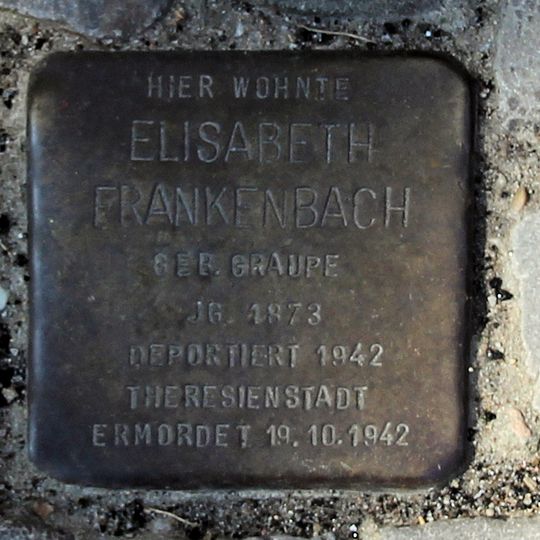 HIER WOHNTE
ELISABETH
FRANKENBACH
GEB. GRAUPE
JG. 1873
DEPORTIERT 1942
THERESIENSTADT
ERMORDET 19.10.1942